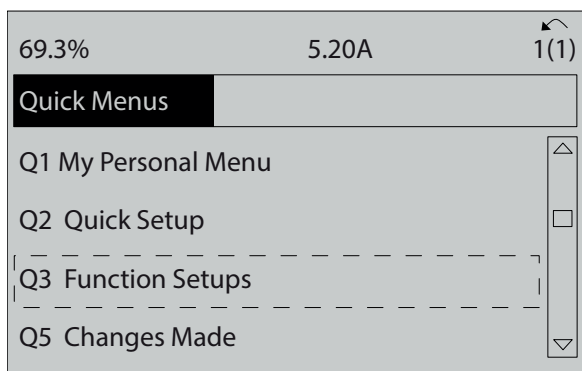 69.3% 5.20A 1(1)
Quick Menus
Q1 My Personal Menu
Q2 Quick Setup
Q3 Function Setups
Q5 Changes Made